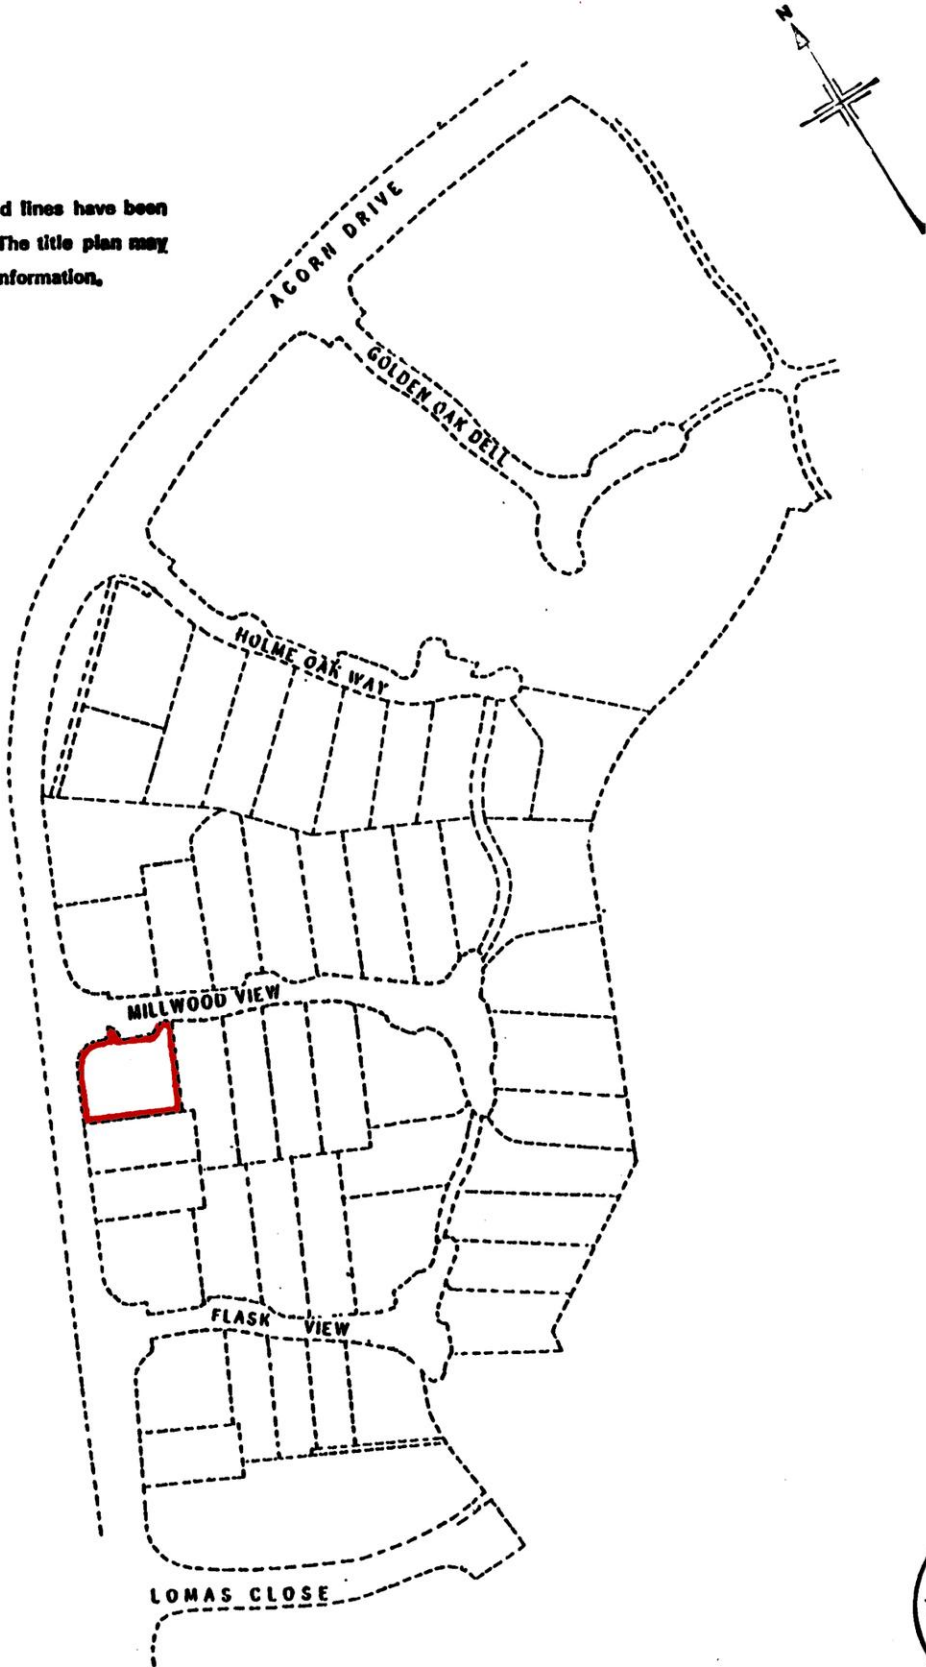 N
d lines have been
The title plan may
nformation.
ACORN DRIVE
GOLDEN OAK DELL
HOLME OAK WAY
MILLWOOD VIEW
FLASK VIEW
LOMAS CLOSE